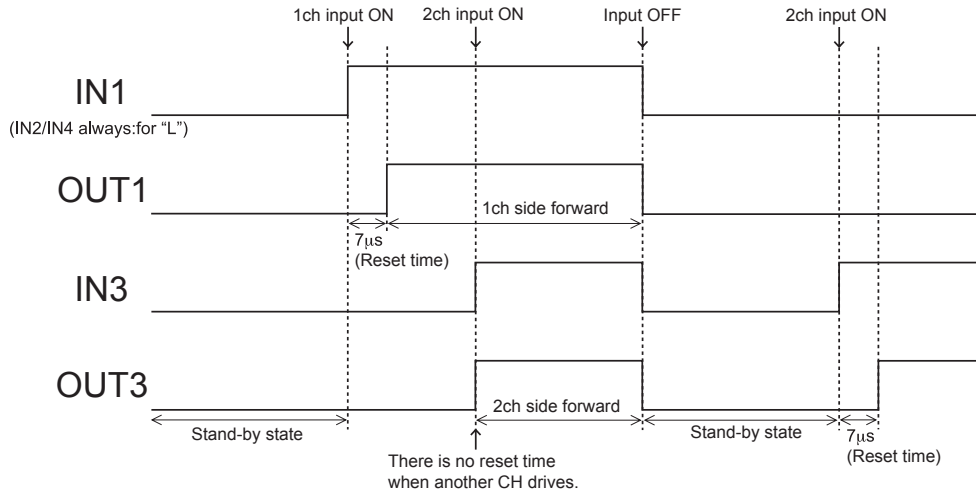 1ch input ON
2ch input ON
Input OFF
2ch input ON
IN1
(IN2/IN4 always:for “L”)
OUT1
1ch side forward
7μs
(Reset time)
IN3
OUT3
Stand-by state
2ch side forward
Stand-by state
7μs
(Reset time)
There is no reset time
when another CH drives.